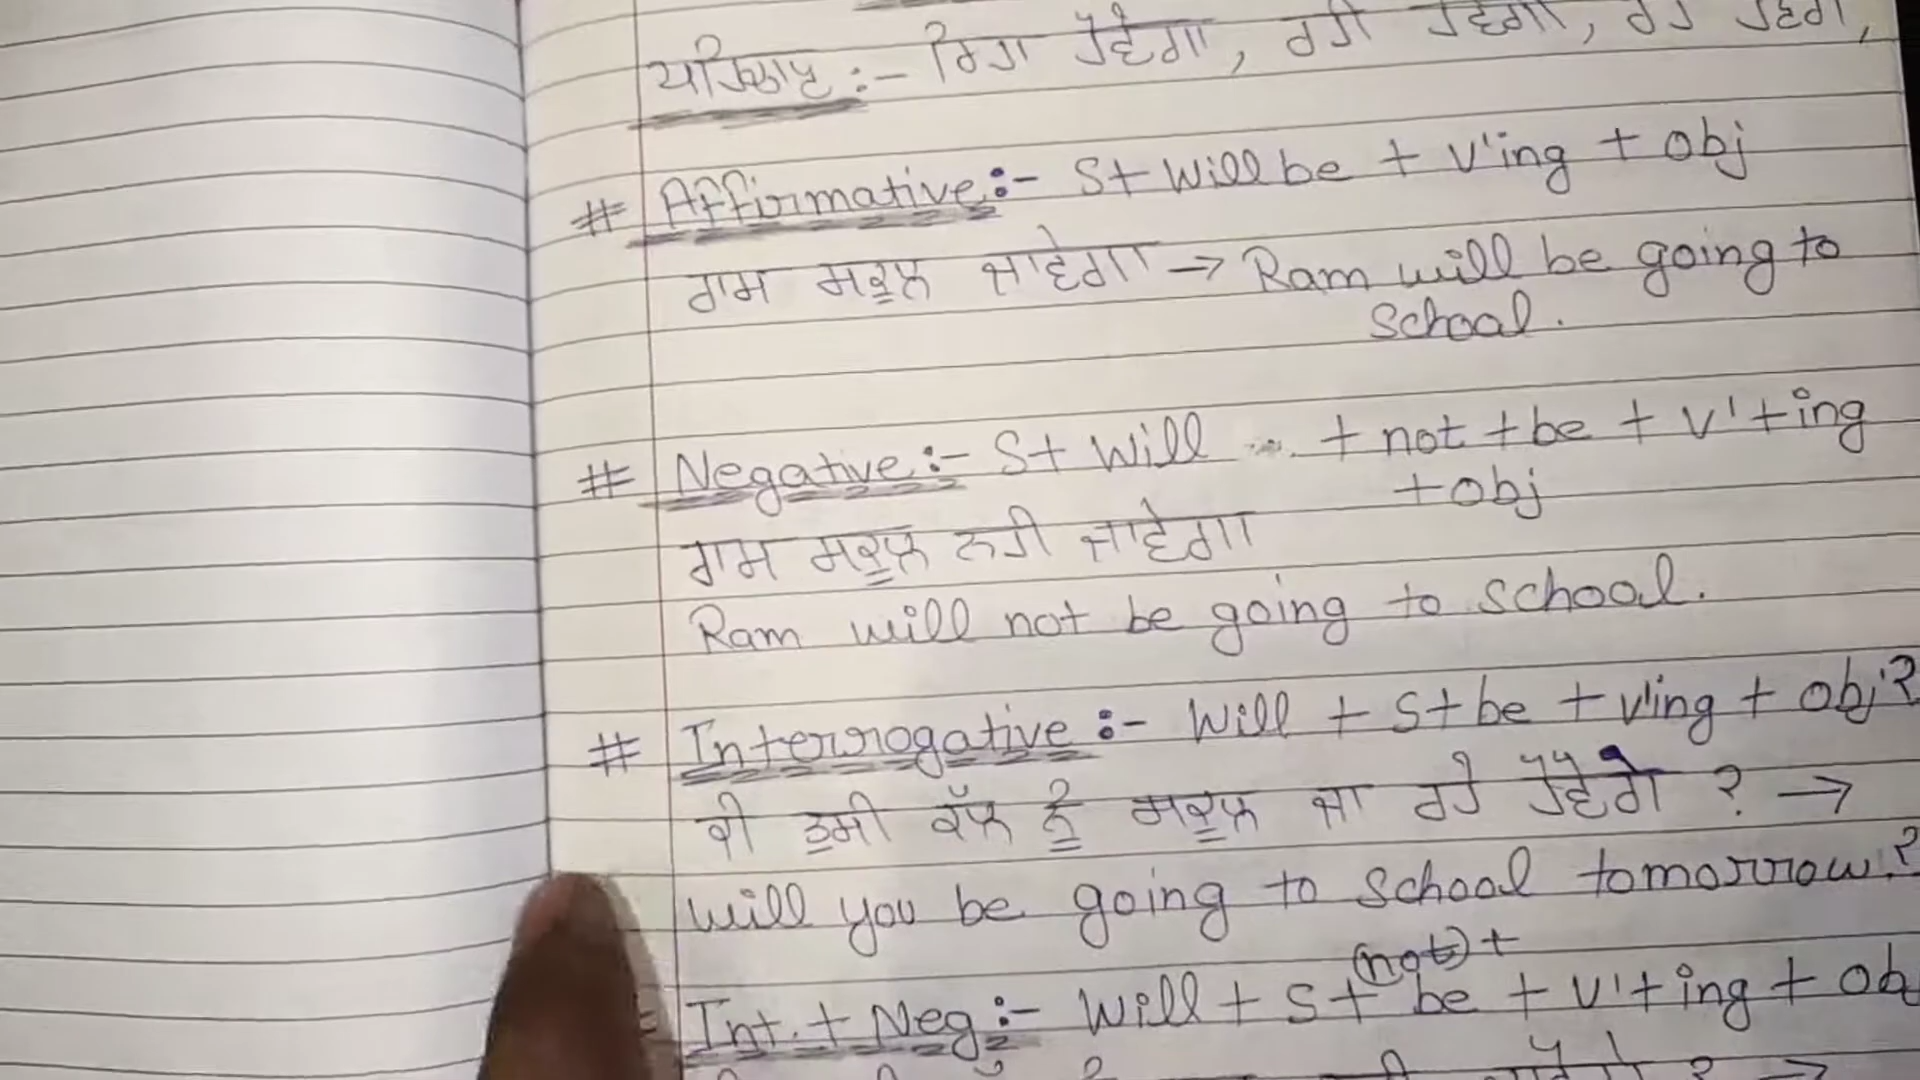 ਪਹਿਚਾਣ :- ਰਿਹਾ ਹੋਵੇਗਾ, ਰਹੀ ਹੋਵੇਗੀ, ਰਹੇ ਹੋਵੇਗੇ,
# Affirmative :- S+ Will be + V'ing + Obj
ਰਾਮ ਸਕੂਲ ਜਾਵੇਗਾ → Ram will be going to
School.
# Negative :- S+ Will + not + be + V' + ing
+ obj
ਰਾਮ ਸਕੂਲ ਨਹੀ ਜਾਵੇਗਾ
Ram will not be going to school.
# Interrogative :- Will + S+ be + V'ing + Obj?
ਕੀ ਤੁਸੀ ਕੱਲ ਨੂੰ ਸਕੂਲ ਜਾ ਰਹੇ ਹੋਵੋਗੇ ? →
will you be going to School tomorrow?
(not) +
Int. + Neg :- Will + S+ be + V' + ing + Ob